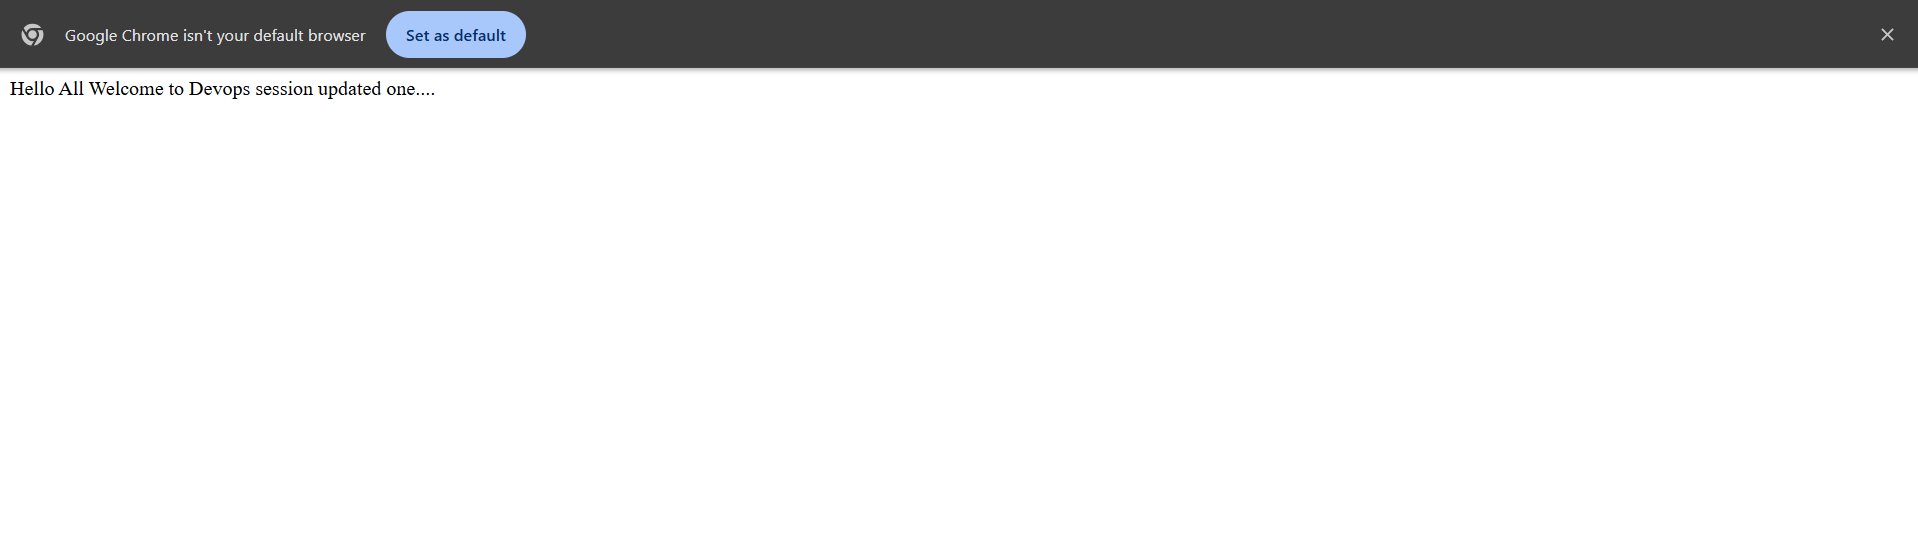 Google Chrome isn't your default browser Set as default
Hello All Welcome to Devops session updated one....